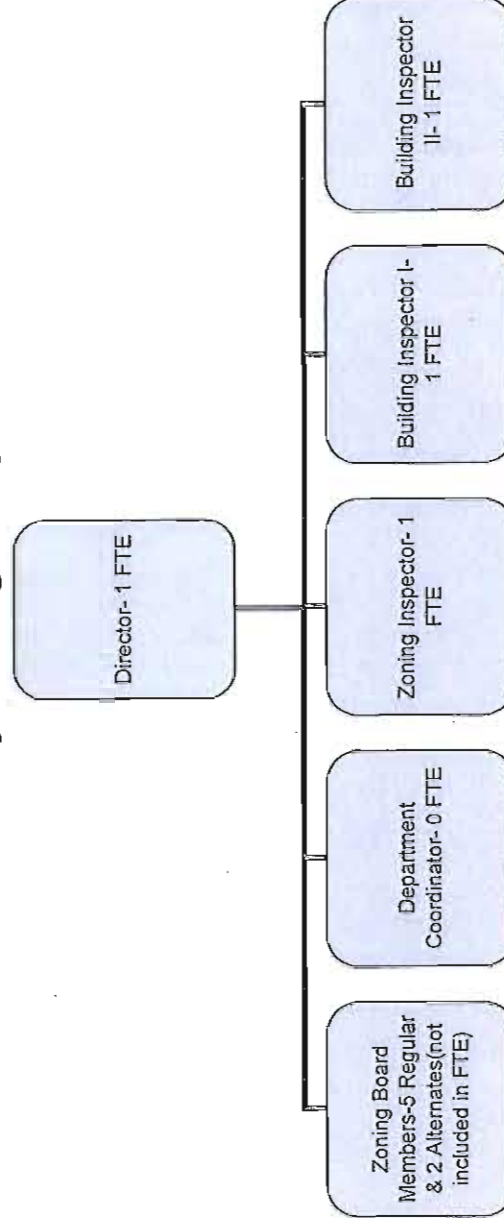 Director- 1 FTE
Zoning Board
Members-5 Regular
& 2 Alternates(not
included in FTE)
Department
Coordinator- 0 FTE
Zoning Inspector- 1
FTE
Building Inspector I-
1 FTE
Building Inspector
II- 1 FTE